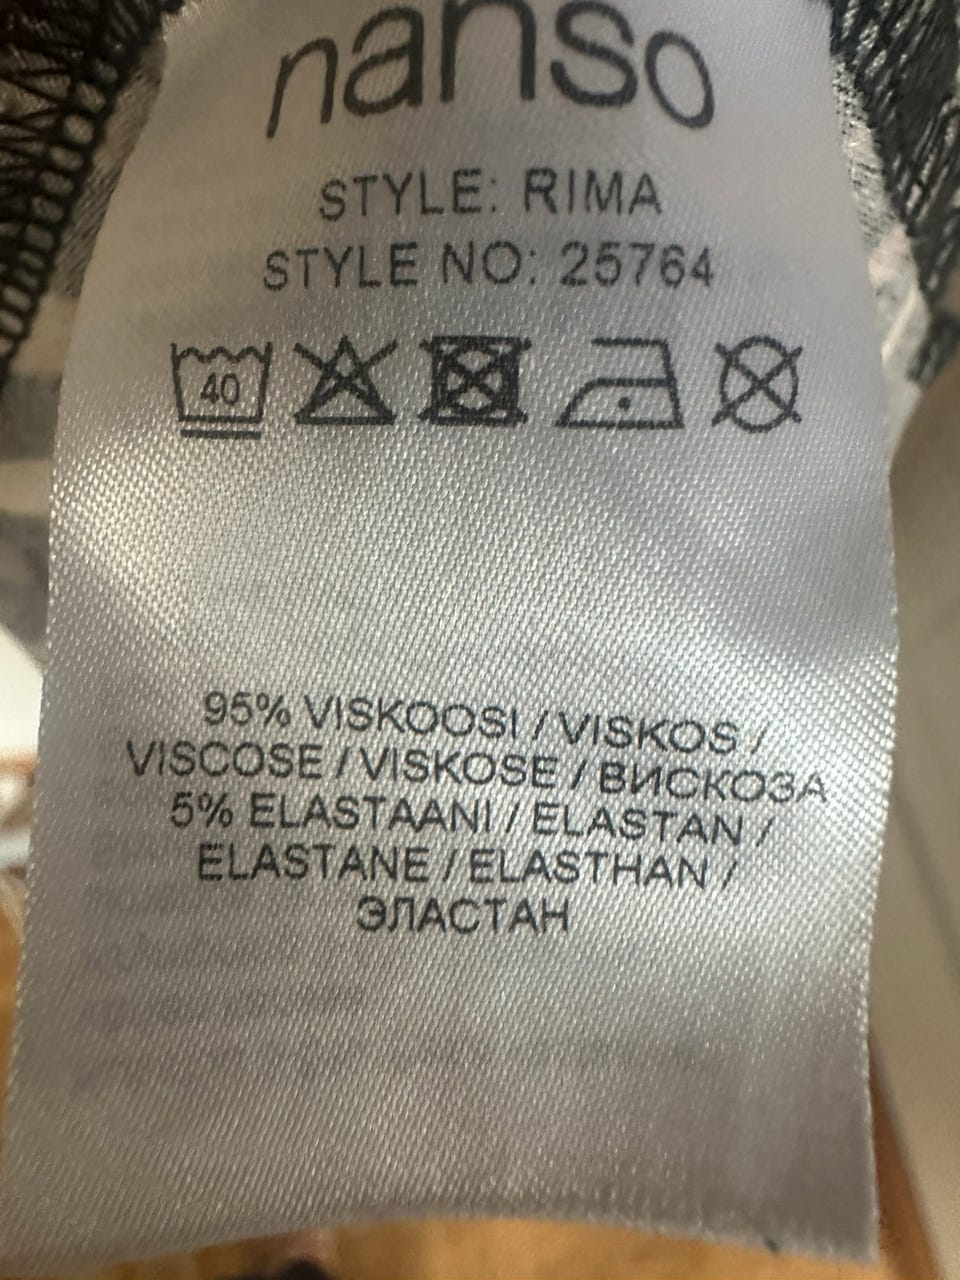 nanso
STYLE: RIMA
STYLE NO: 25764
40
95% VISKOOSI / VISKOS /
VISCOSE / VISKOSE / ВИСКОЗА
5% ELASTAANI / ELASTAN /
ELASTANE / ELASTHAN /
ЭЛАСТАН